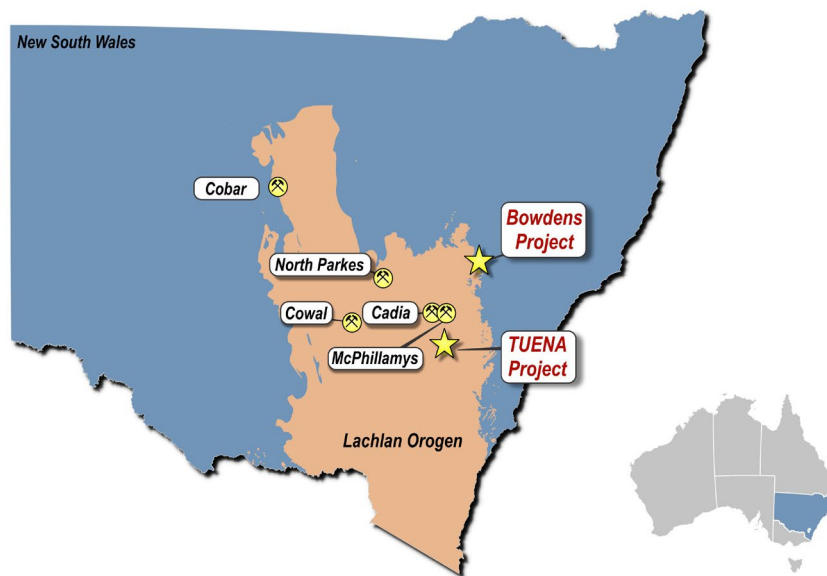 New South Wales
Cobar
Bowdens
Project
North Parkes
Cowal
Cadia
McPhillamys
TUENA
Project
Lachlan Orogen